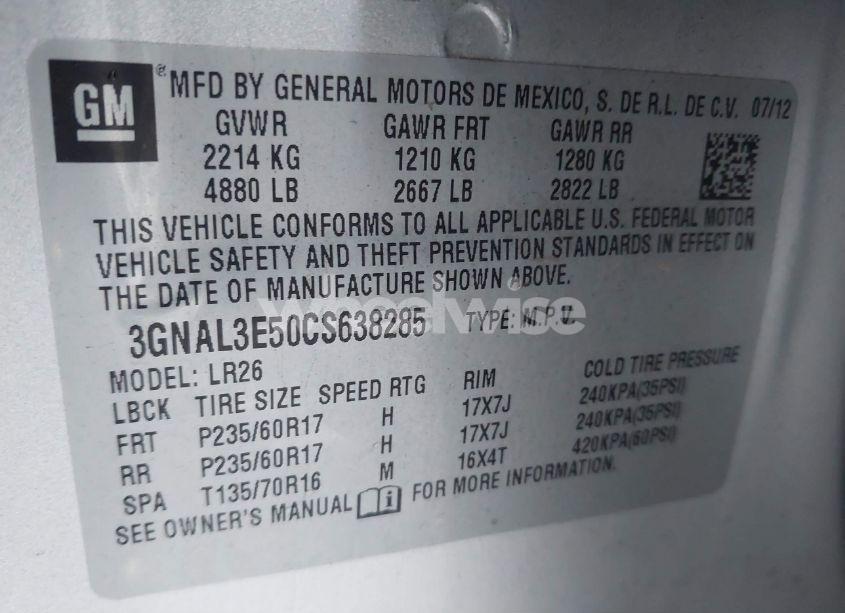 GM
® MFD BY GENERAL MOTORS DE MEXICO, S. DE R.L. DE C.V. 07/12
GVWR GAWR FRT GAWR RR
2214 KG 1210 KG 1280 KG
4880 LB 2667 LB 2822 LB
THIS VEHICLE CONFORMS TO ALL APPLICABLE U.S. FEDERAL MOTOR
VEHICLE SAFETY AND THEFT PREVENTION STANDARDS IN EFFECT ON
THE DATE OF MANUFACTURE SHOWN ABOVE.
3GNAL3E50CS638285 TYPE: M.P.V.
MODEL: LR26
LBCK TIRE SIZE SPEED RTG RIM COLD TIRE PRESSURE
FRT P235/60R17 H 17X7J 240KPA(35PSI)
RR P235/60R17 H 17X7J 240KPA(35PSI)
SPA T135/70R16 M 16X4T 420KPA(60PSI)
SEE OWNER'S MANUAL i FOR MORE INFORMATION.